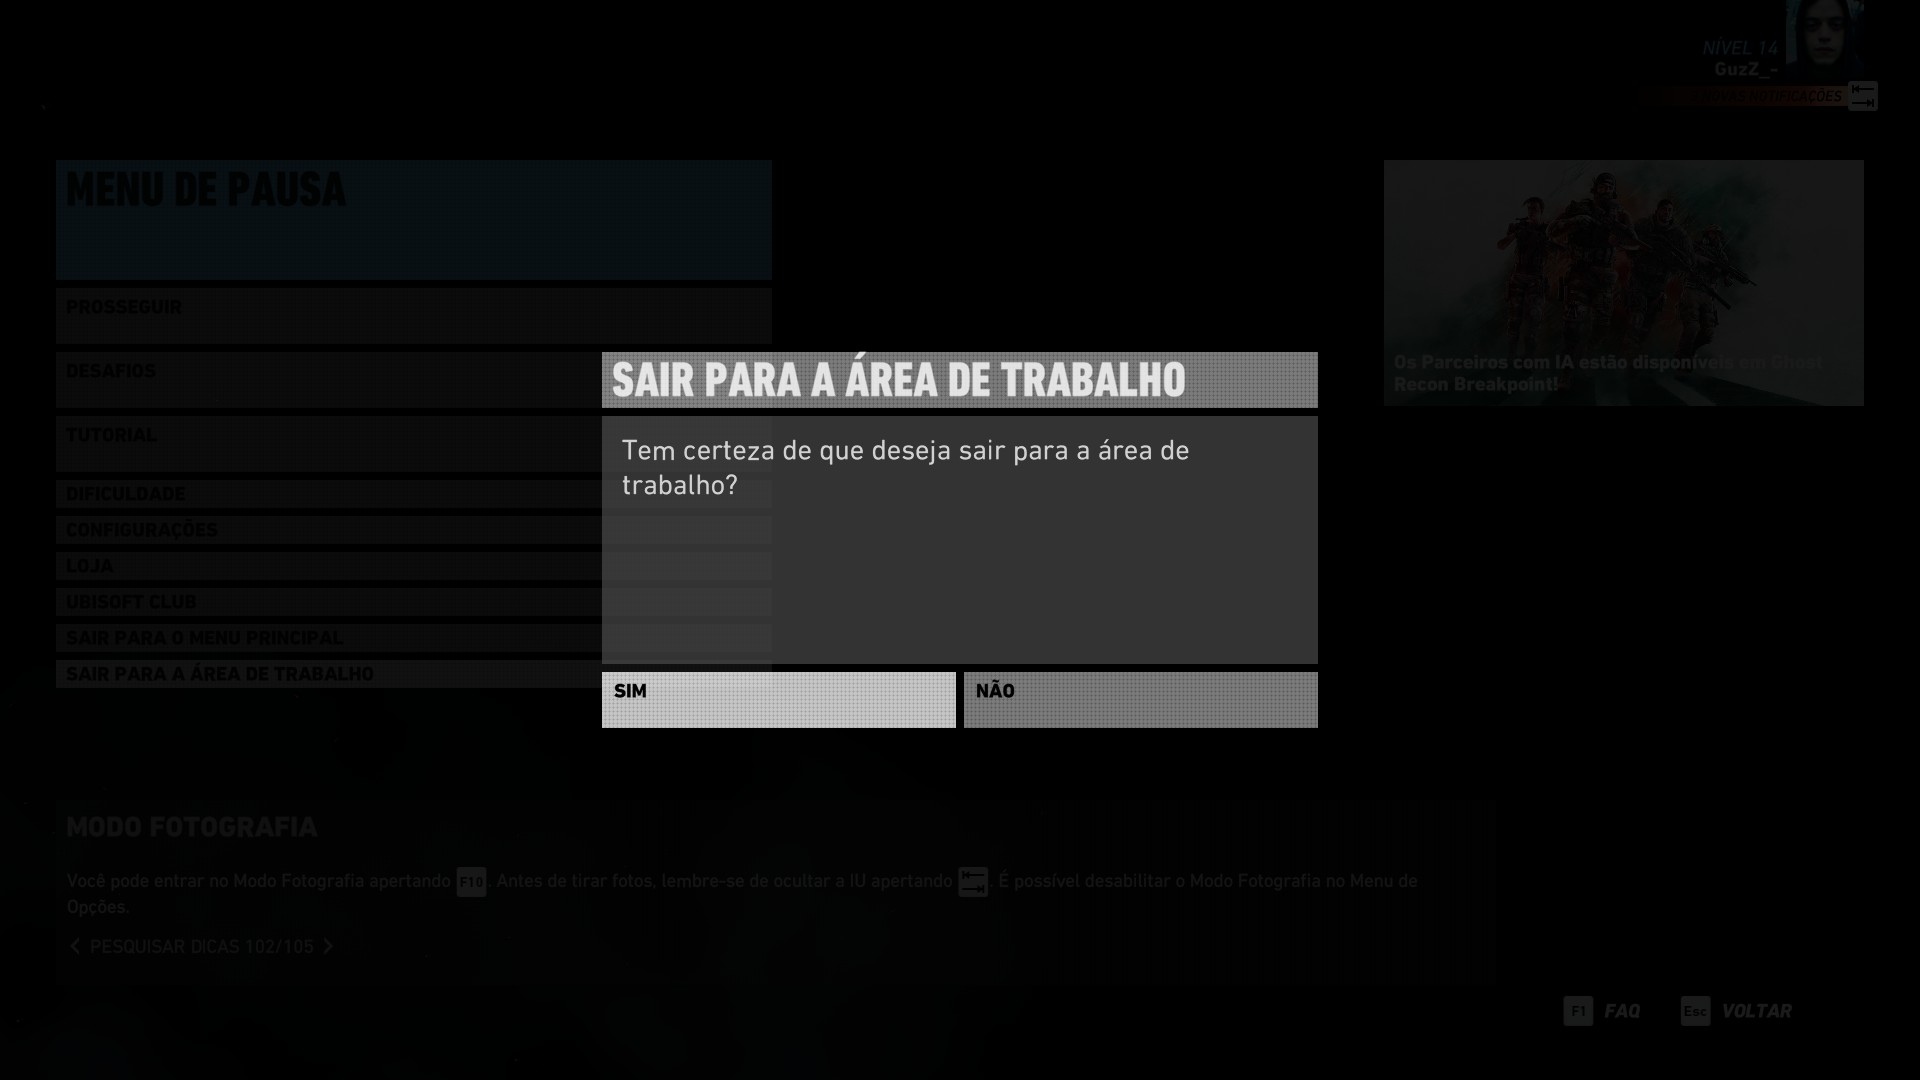 NÍVEL 14
GuzZ_-
NOTIFICAÇÕES
MENU DE PAUSA
PROSSEGUIR
DESAFIOS
TUTORIAL
DIFICULDADE
CONFIGURAÇÕES
LOJA
UBISOFT CLUB
SAIR PARA O MENU PRINCIPAL
SAIR PARA A ÁREA DE TRABALHO
Os Parceiros com IA estão disponíveis em Ghost
Recon Breakpoint!
SAIR PARA A ÁREA DE TRABALHO
Tem certeza de que deseja sair para a área de
trabalho?
SIM
NÃO
MODO FOTOGRAFIA
Você pode entrar no Modo Fotografia apertando F10. Antes de tirar fotos, lembre-se de ocultar a IU apertando . É possível desabilitar o Modo Fotografia no Menu de
Opções.
PESQUISAR DICAS 102/105
F1 FAQ
Esc VOLTAR